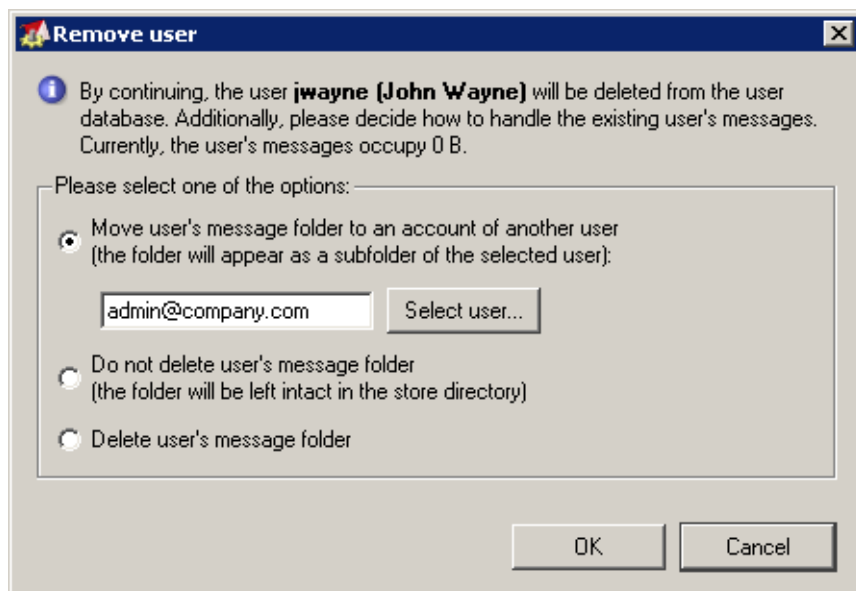 Remove user
By continuing, the user jwayne (John Wayne) will be deleted from the user
database. Additionally, please decide how to handle the existing user's messages.
Currently, the user's messages occupy 0 B.
Please select one of the options:
Move user's message folder to an account of another user
(the folder will appear as a subfolder of the selected user):
admin@company.com
Select user...
Do not delete user's message folder
(the folder will be left intact in the store directory)
Delete user's message folder
OK
Cancel